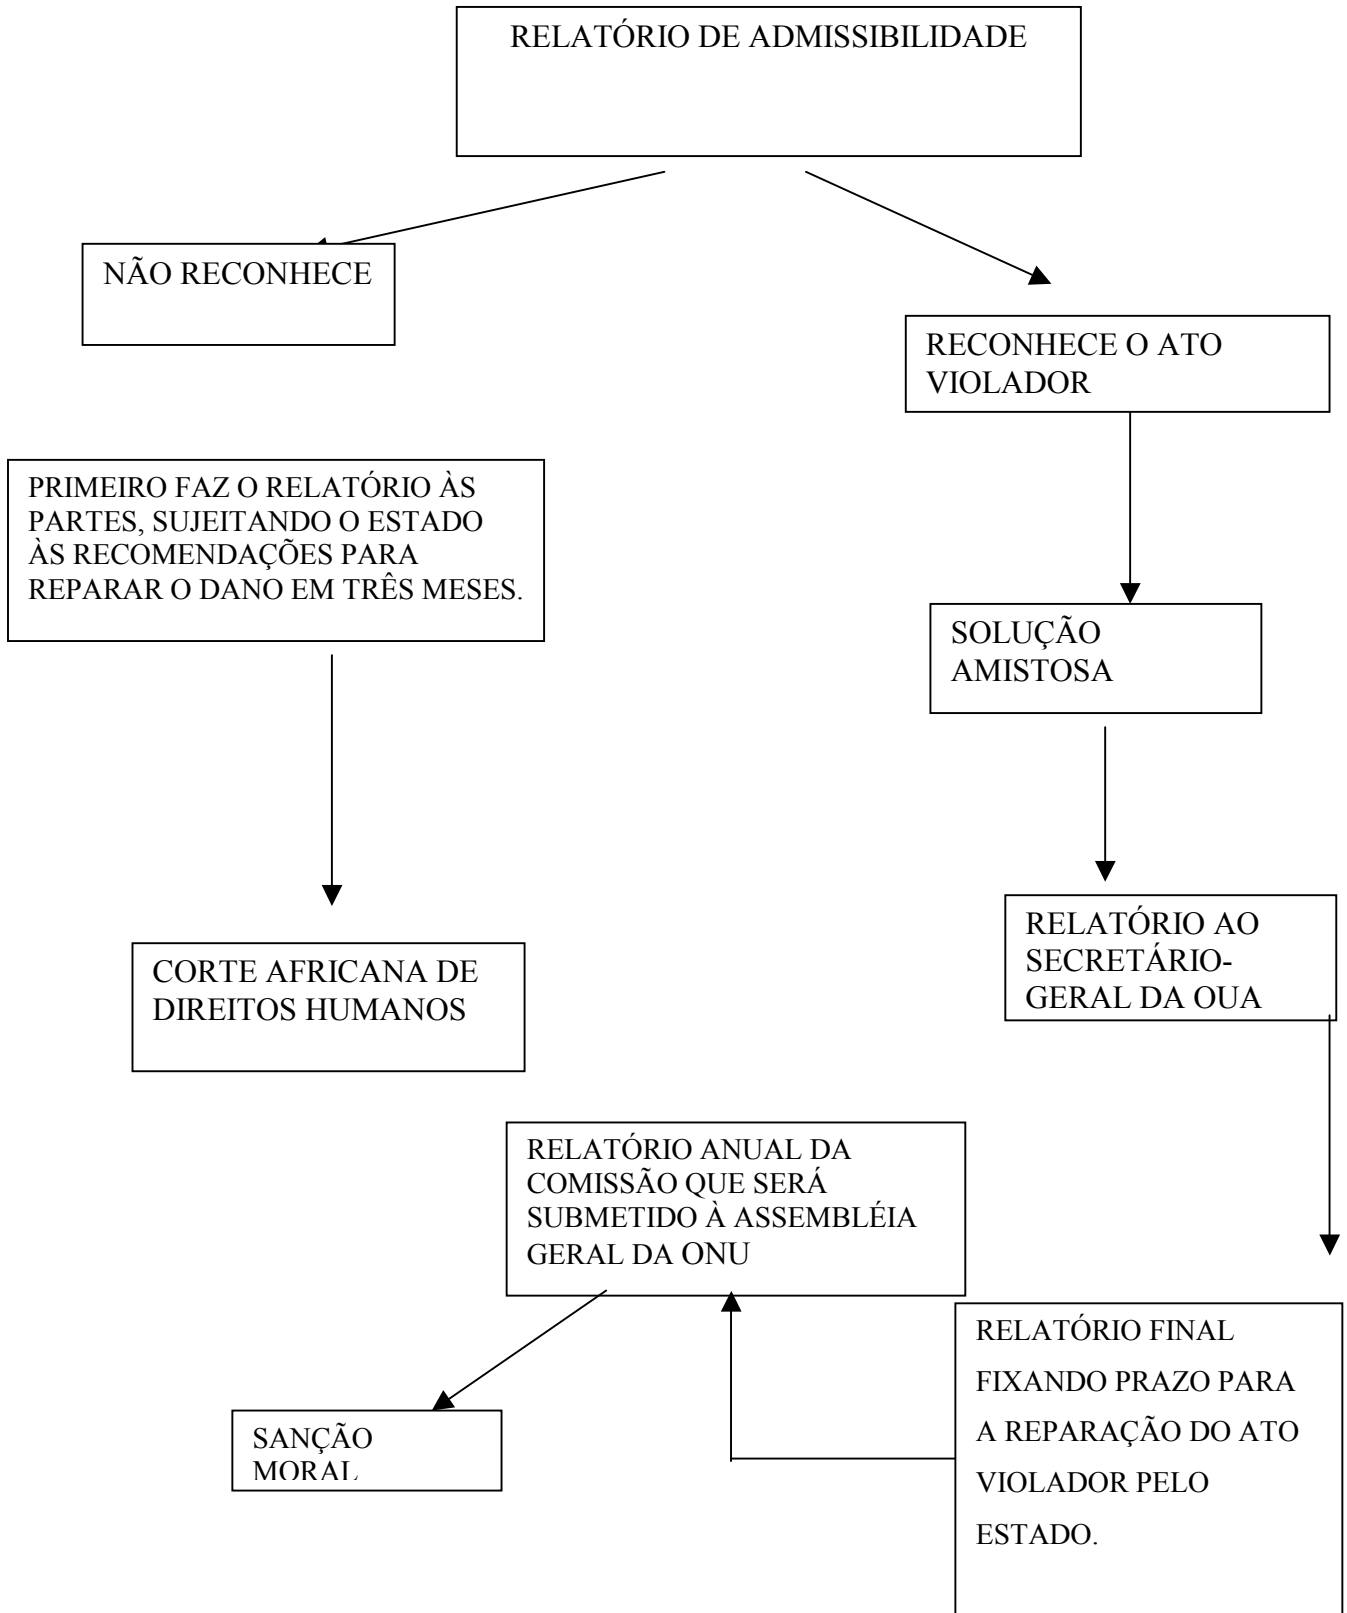 RELATÓRIO DE ADMISSIBILIDADE
NÃO RECONHECE
RECONHECE O ATO
VIOLADOR
PRIMEIRO FAZ O RELATÓRIO ÀS
PARTES, SUJEITANDO O ESTADO
ÀS RECOMENDAÇÕES PARA
REPARAR O DANO EM TRÊS MESES.
SOLUÇÃO
AMISTOSA
CORTE AFRICANA DE
DIREITOS HUMANOS
RELATÓRIO AO
SECRETÁRIO-
GERAL DA OUA
RELATÓRIO ANUAL DA
COMISSÃO QUE SERÁ
SUBMETIDO À ASSEMBLÉIA
GERAL DA ONU
RELATÓRIO FINAL
FIXANDO PRAZO PARA
A REPARAÇÃO DO ATO
VIOLADOR PELO
ESTADO.
SANÇÃO
MORAL